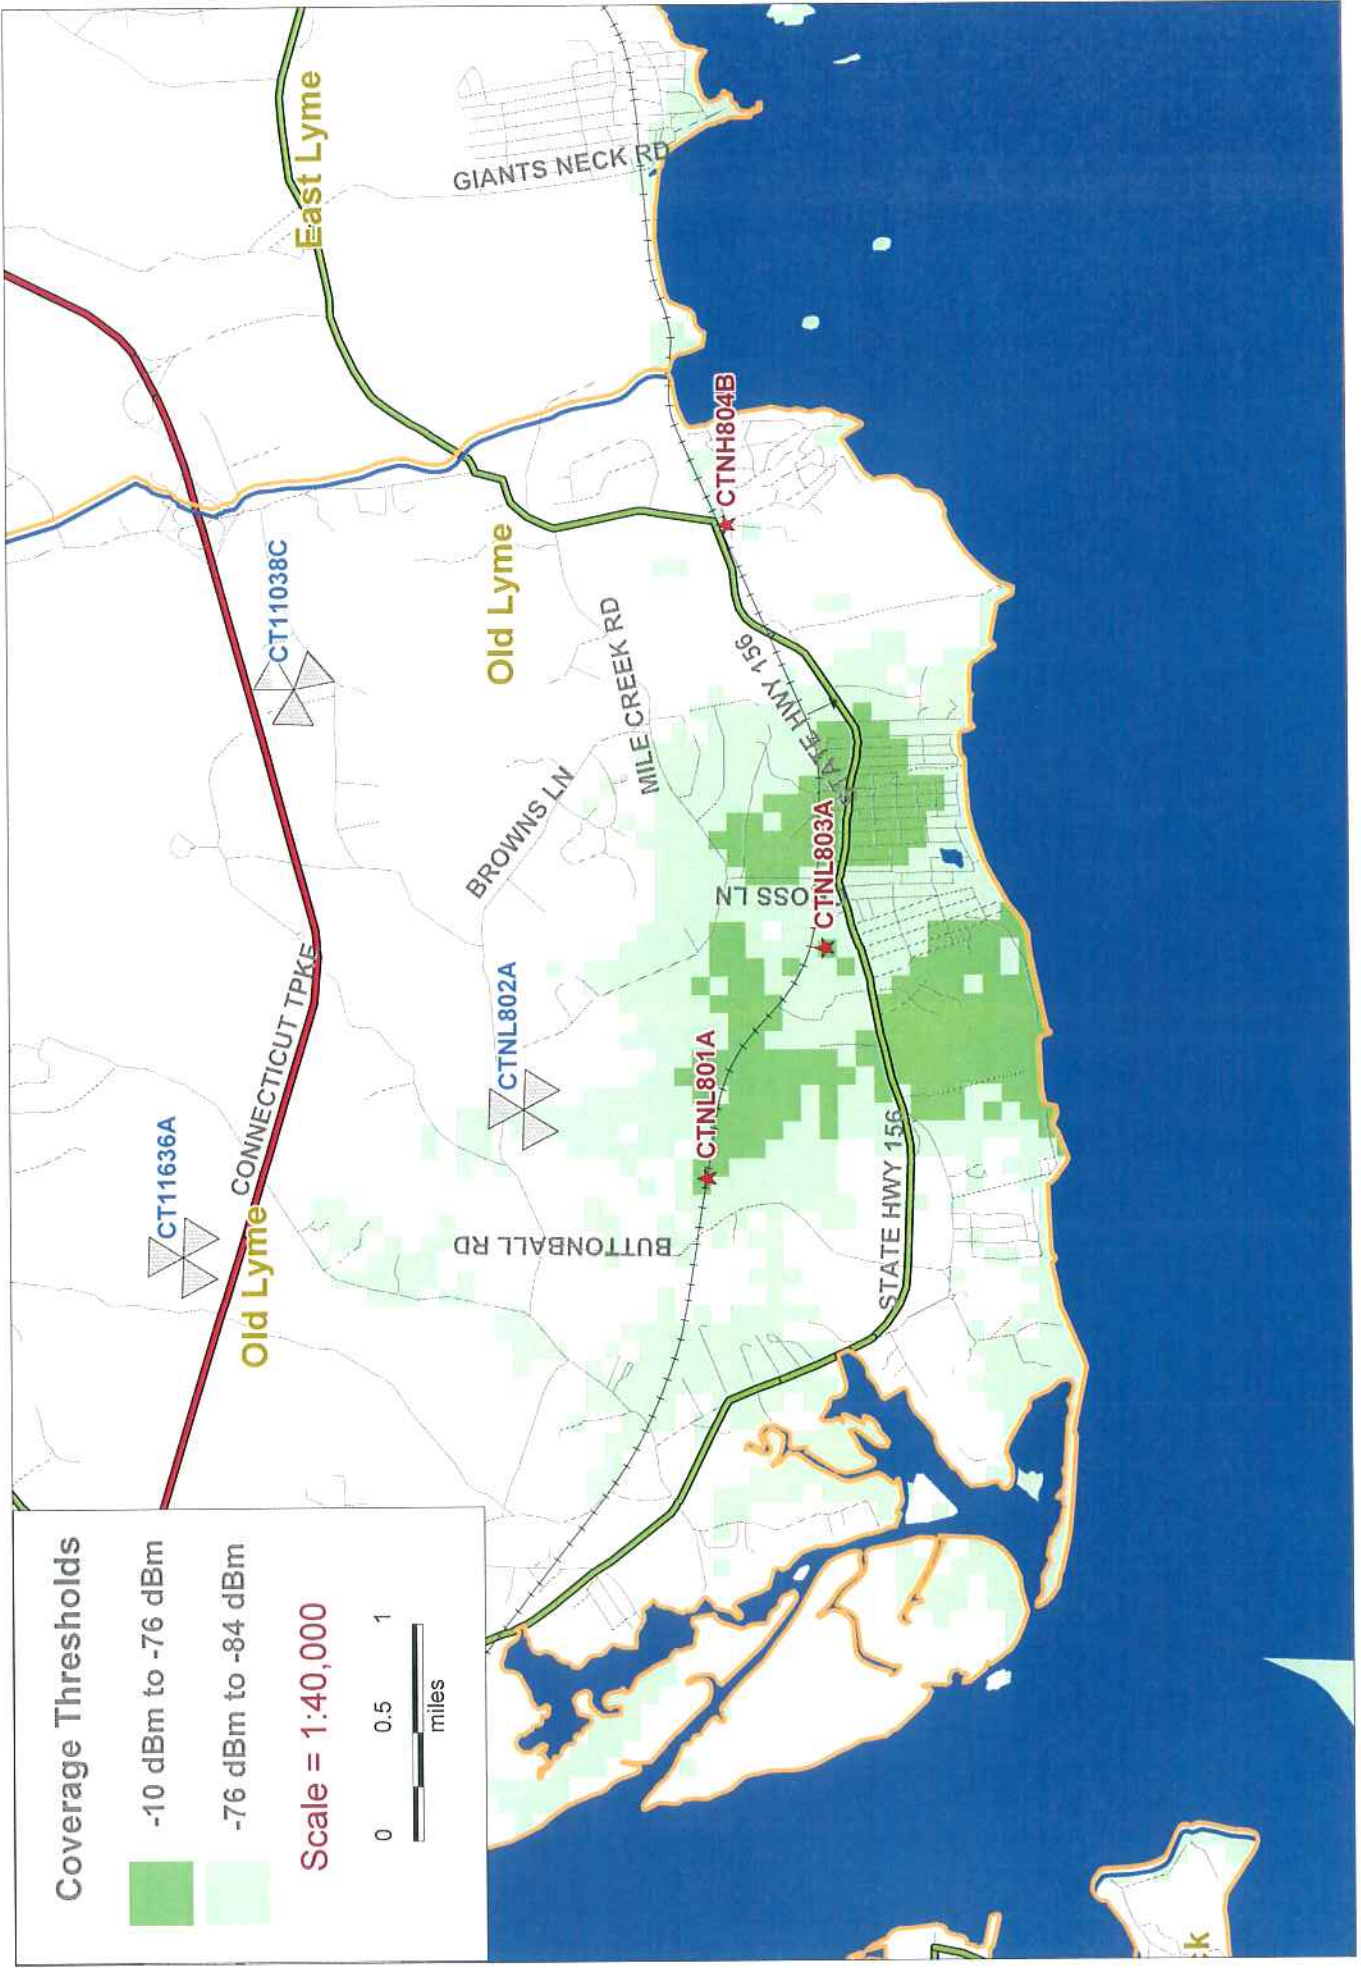 Coverage Thresholds
-10 dBm to -76 dBm
-76 dBm to -84 dBm
Scale = 1:40,000
0 0.5 1
miles
CT11636A
CONNECTICUT TPKE
Old Lyme
CT11038C
East Lyme
GIANTS NECK RD
CTNL802A
BROWNS LN
Old Lyme
MILE CREEK RD
BUTTONBALL RD
CTNL801A
OSS LN
CTNL803A
STATE HWY 156
CTNH804B
STATE HWY 156
k